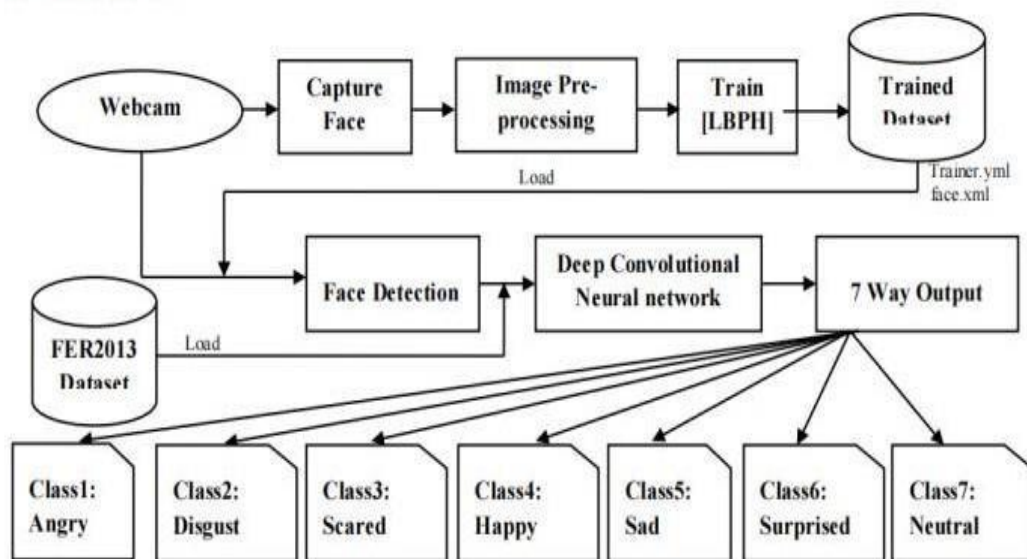 Webcam
Capture
Face
Image Pre-
processing
Train
[LBPH]
Trained
Dataset
Trainer.yml
face.xml
Load
Face Detection
Deep Convolutional
Neural network
7 Way Output
FER2013
Dataset
Load
Class1:
Angry
Class2:
Disgust
Class3:
Scared
Class4:
Happy
Class5:
Sad
Class6:
Surprised
Class7:
Neutral